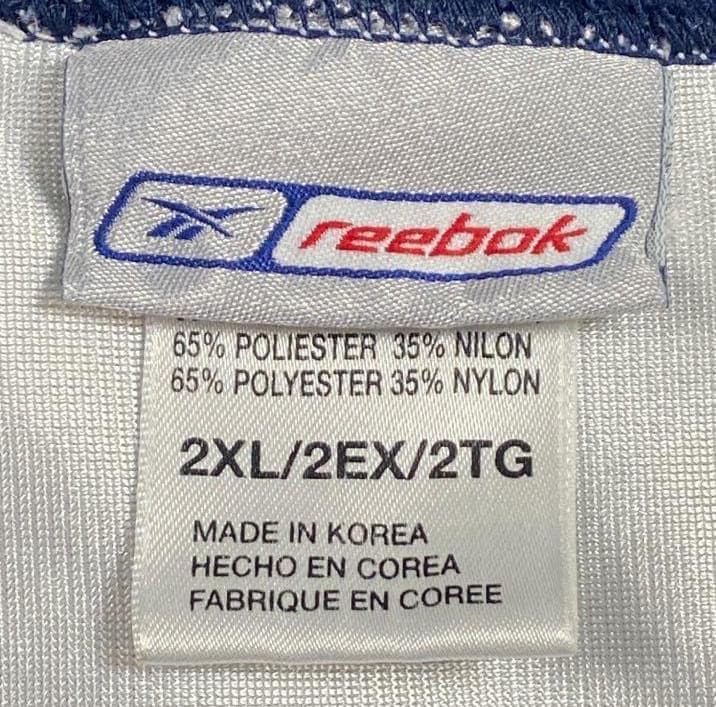 reebok
65% POLIESTER 35% NILON
65% POLYESTER 35% NYLON
2XL/2EX/2TG
MADE IN KOREA
HECHO EN COREA
FABRIQUE EN COREE